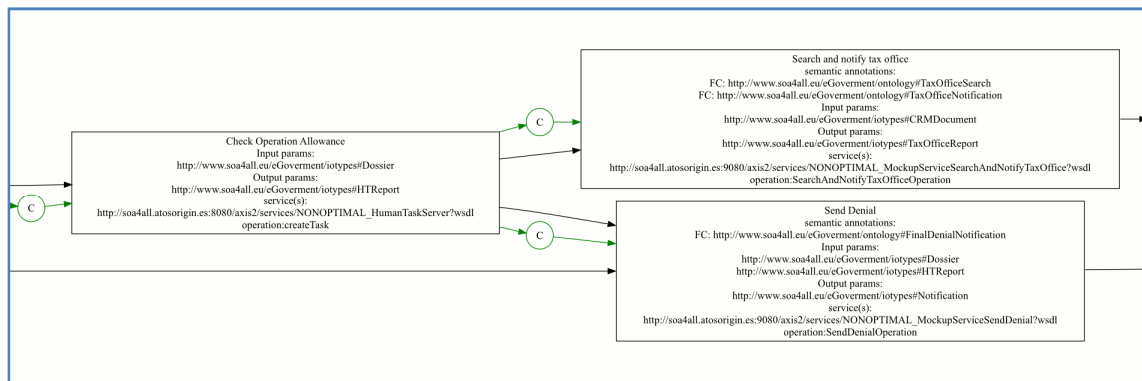 C
Check Operation Allowance
Input params:
http://www.soa4all.eu/eGoverment/iotypes#Dossier
Output params:
http://www.soa4all.eu/eGoverment/iotypes#HTReport
service(s):
http://soa4all.atosorigin.es:8080/axis2/services/NONOPTIMAL_HumanTaskServer?wsdl
operation:createTask
C
Search and notify tax office
semantic annotations:
FC: http://www.soa4all.eu/eGoverment/ontology#TaxOfficeSearch
FC: http://www.soa4all.eu/eGoverment/ontology#TaxOfficeNotification
Input params:
http://www.soa4all.eu/eGoverment/iotypes#CRMDocument
Output params:
http://www.soa4all.eu/eGoverment/iotypes#TaxOfficeReport
service(s):
http://soa4all.atosorigin.es:9080/axis2/services/NONOPTIMAL_MockupServiceSearchAndNotifyTaxOffice?wsdl
operation:SearchAndNotifyTaxOfficeOperation
C
Send Denial
semantic annotations:
FC: http://www.soa4all.eu/eGoverment/ontology#FinalDenialNotification
Input params:
http://www.soa4all.eu/eGoverment/iotypes#Dossier
http://www.soa4all.eu/eGoverment/iotypes#HTReport
Output params:
http://www.soa4all.eu/eGoverment/iotypes#Notification
service(s):
http://soa4all.atosorigin.es:9080/axis2/services/NONOPTIMAL_MockupServiceSendDenial?wsdl
operation:SendDenialOperation